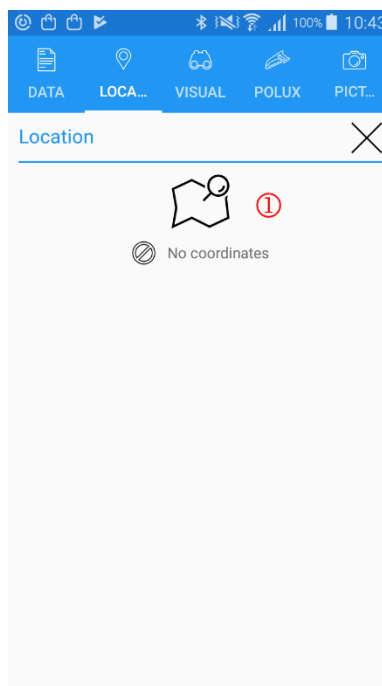 100% 10:43
DATA LOCA... VISUAL POLUX PICT...
Location
①
No coordinates